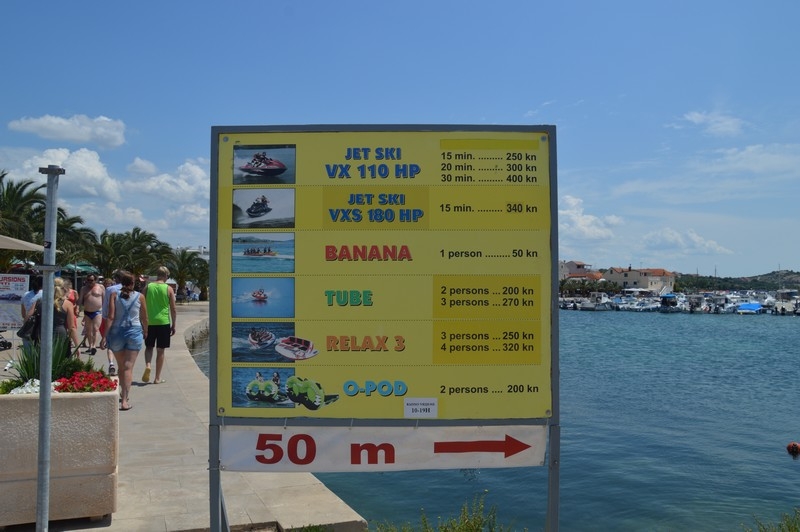 JET SKI
VX 110 HP
15 min. ......... 250 kn
20 min. ......... 300 kn
30 min. ......... 400 kn
JET SKI
VXS 180 HP
15 min. ......... 340 kn
BANANA
1 person ......... 50 kn
TUBE
2 persons ... 200 kn
3 persons ... 270 kn
RELAX 3
3 persons ... 250 kn
4 persons ... 320 kn
O-POD
2 persons .... 200 kn
10-19H
50 m